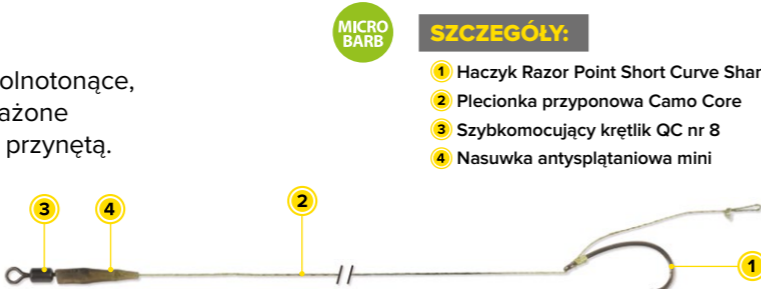 MICRO
BARB
SZCZEGÓŁY:
olnotonące,
ażone
przynętą.
1 Haczyk Razor Point Short Curve Shar
2 Plecionka przyponowa Camo Core
3 Szybkomocujący krętlik QC nr 8
4 Nasuwka antysplątaniowa mini
3 4 2
1